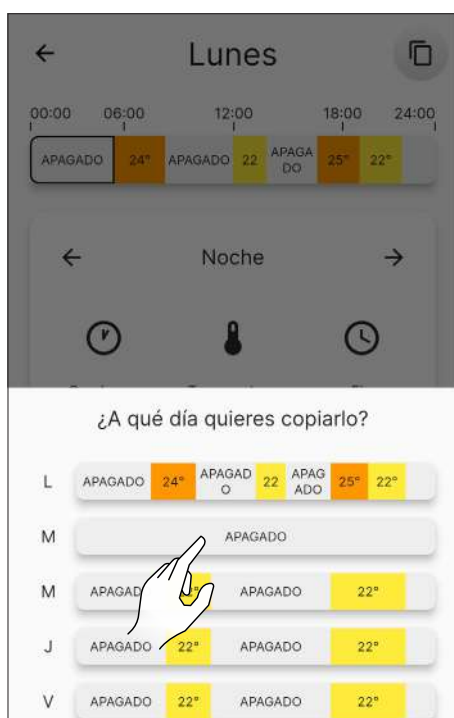 Lunes
00:00 06:00 12:00 18:00 24:00
APAGADO 24° APAGADO 22 APAGA
DO 25° 22°
Noche
¿A qué día quieres copiarlo?
L APAGADO 24° APAGAD
O 22 APAG
ADO 25° 22°
M APAGADO
M 22° APAGADO 22°
J APAGADO 22° APAGADO 22°
V APAGADO 22° APAGADO 22°